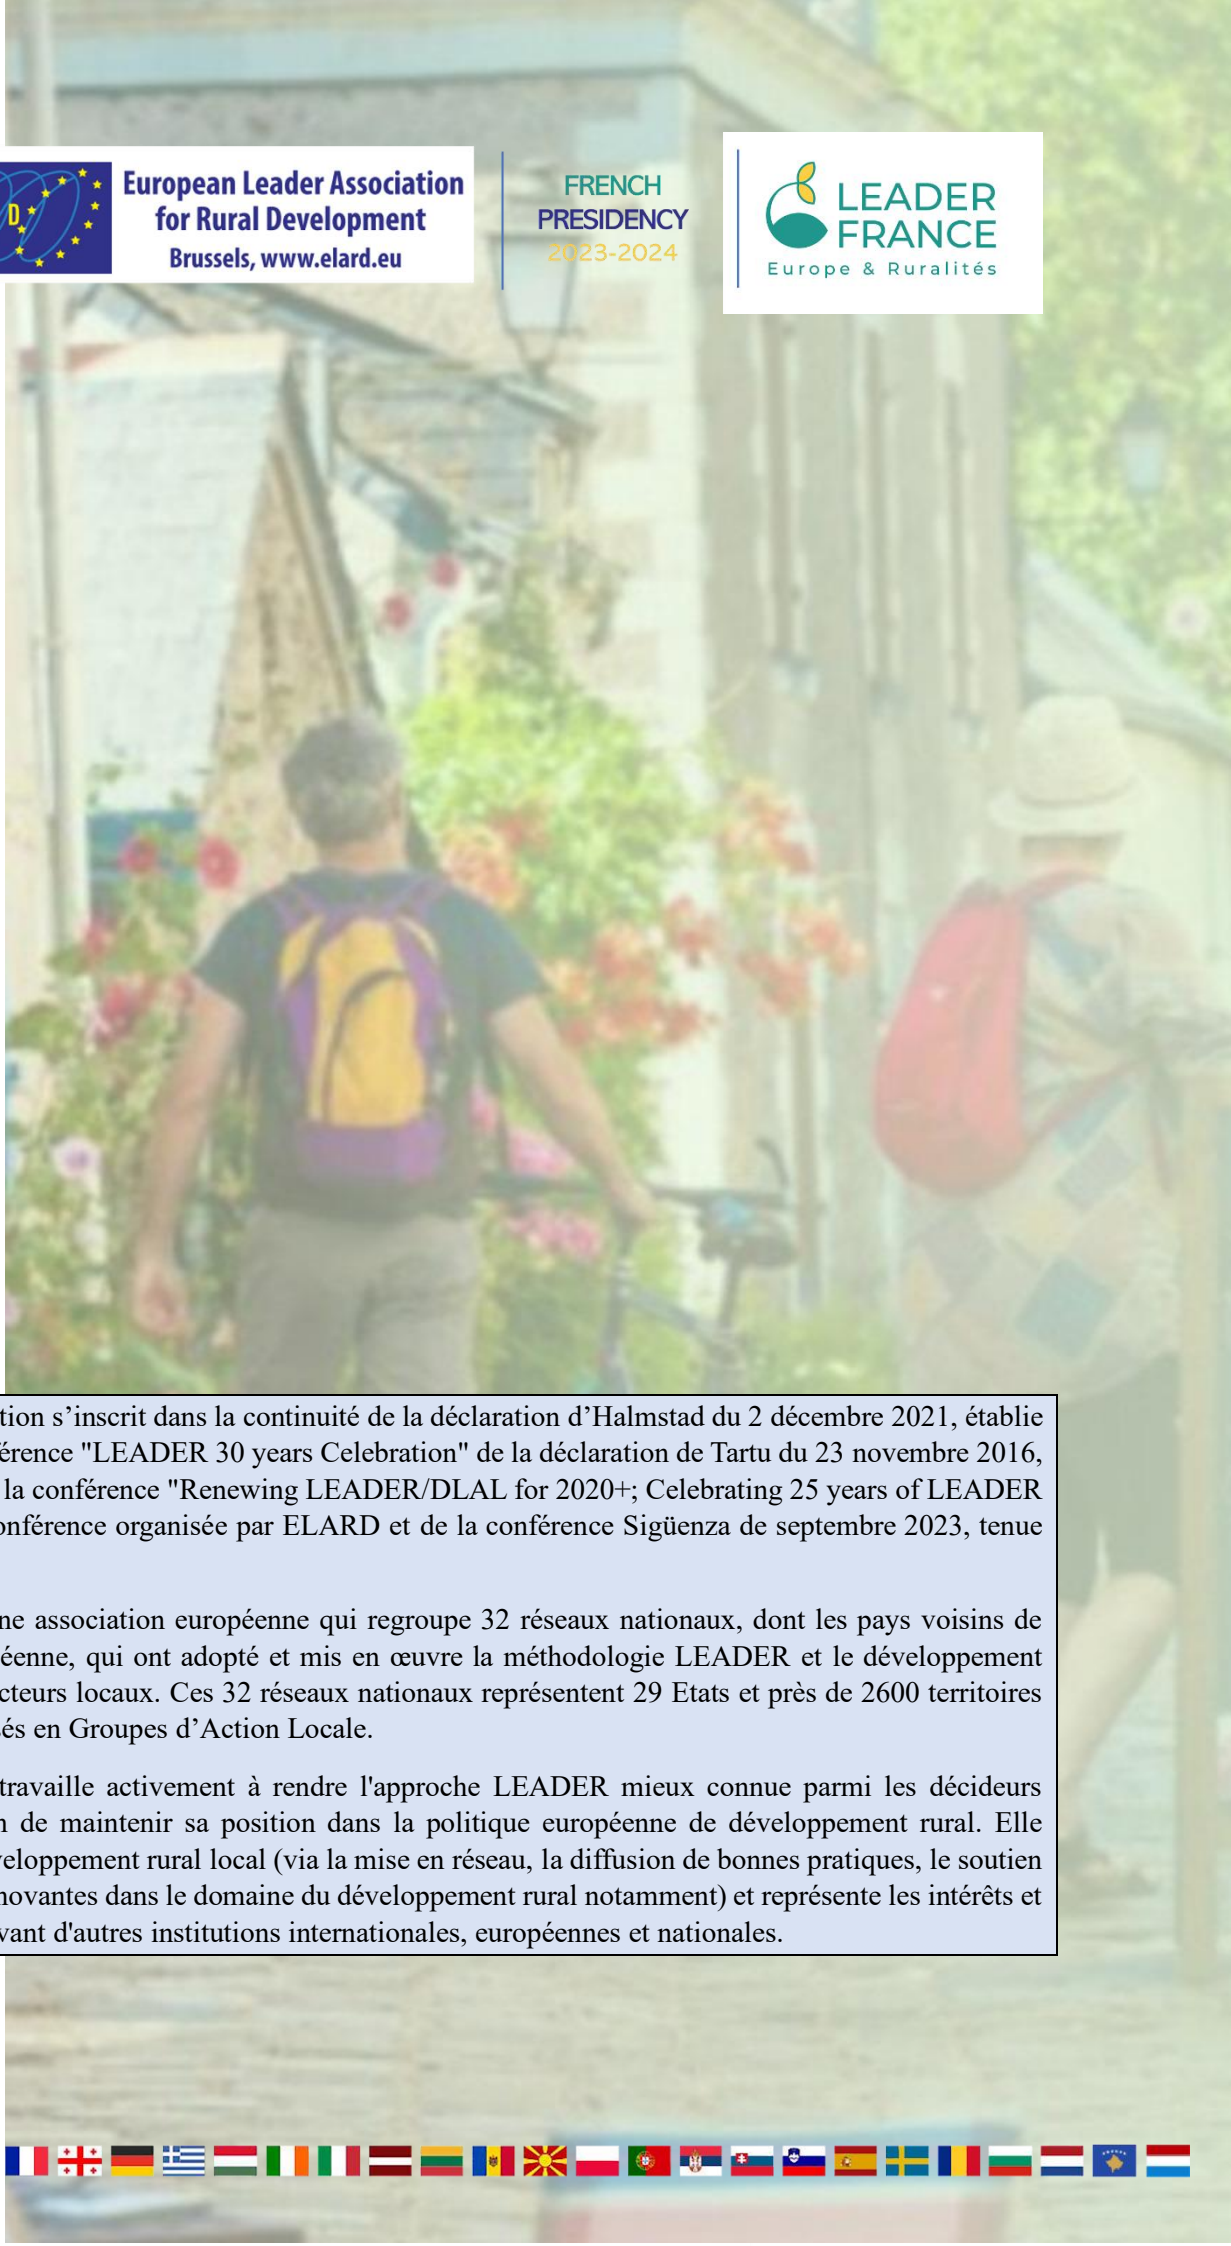 D
European Leader Association
for Rural Development
Brussels, www.elard.eu
FRENCH
PRESIDENCY
2023-2024
LEADER
FRANCE
Europe & Ruralités
tion s’inscrit dans la continuité de la déclaration d’Halmstad du 2 décembre 2021, établie
érence "LEADER 30 years Celebration" de la déclaration de Tartu du 23 novembre 2016,
la conférence "Renewing LEADER/DLAL for 2020+; Celebrating 25 years of LEADER
onférence organisée par ELARD et de la conférence Sigüenza de septembre 2023, tenue
ne association européenne qui regroupe 32 réseaux nationaux, dont les pays voisins de
éenne, qui ont adopté et mis en œuvre la méthodologie LEADER et le développement
cteurs locaux. Ces 32 réseaux nationaux représentent 29 Etats et près de 2600 territoires
sés en Groupes d’Action Locale.
travaille activement à rendre l'approche LEADER mieux connue parmi les décideurs
n de maintenir sa position dans la politique européenne de développement rural. Elle
veloppement rural local (via la mise en réseau, la diffusion de bonnes pratiques, le soutien
novantes dans le domaine du développement rural notamment) et représente les intérêts et
vant d'autres institutions internationales, européennes et nationales.